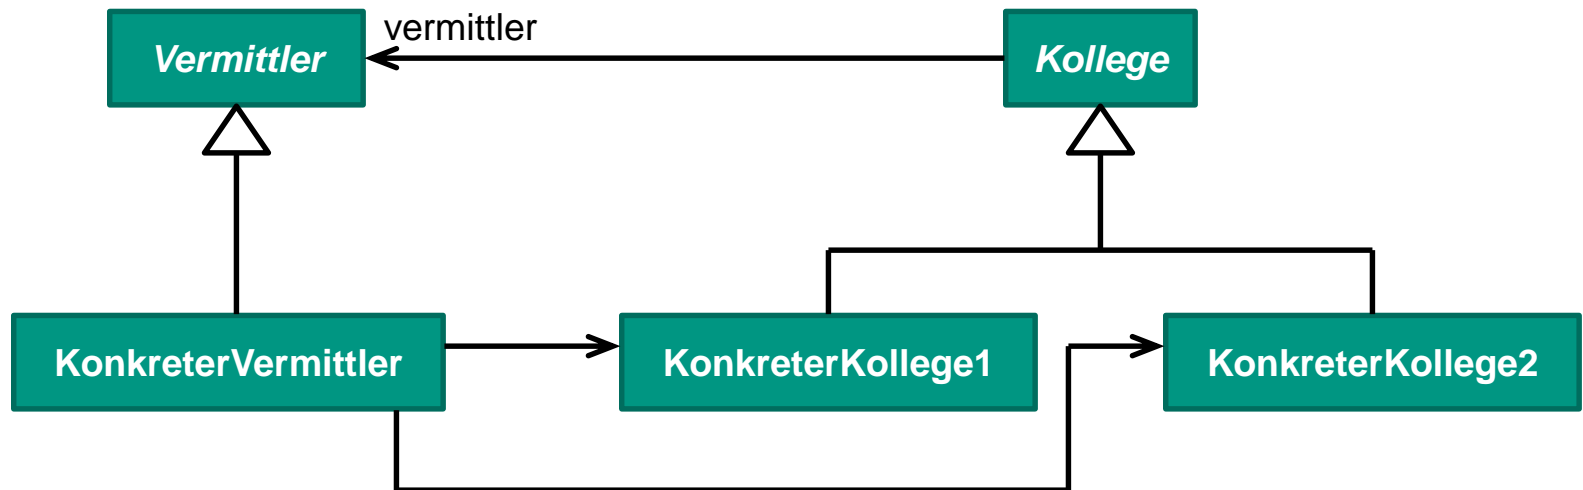 Vermittler
vermittler
Kollege
KonkreterVermittler
KonkreterKollege1
KonkreterKollege2